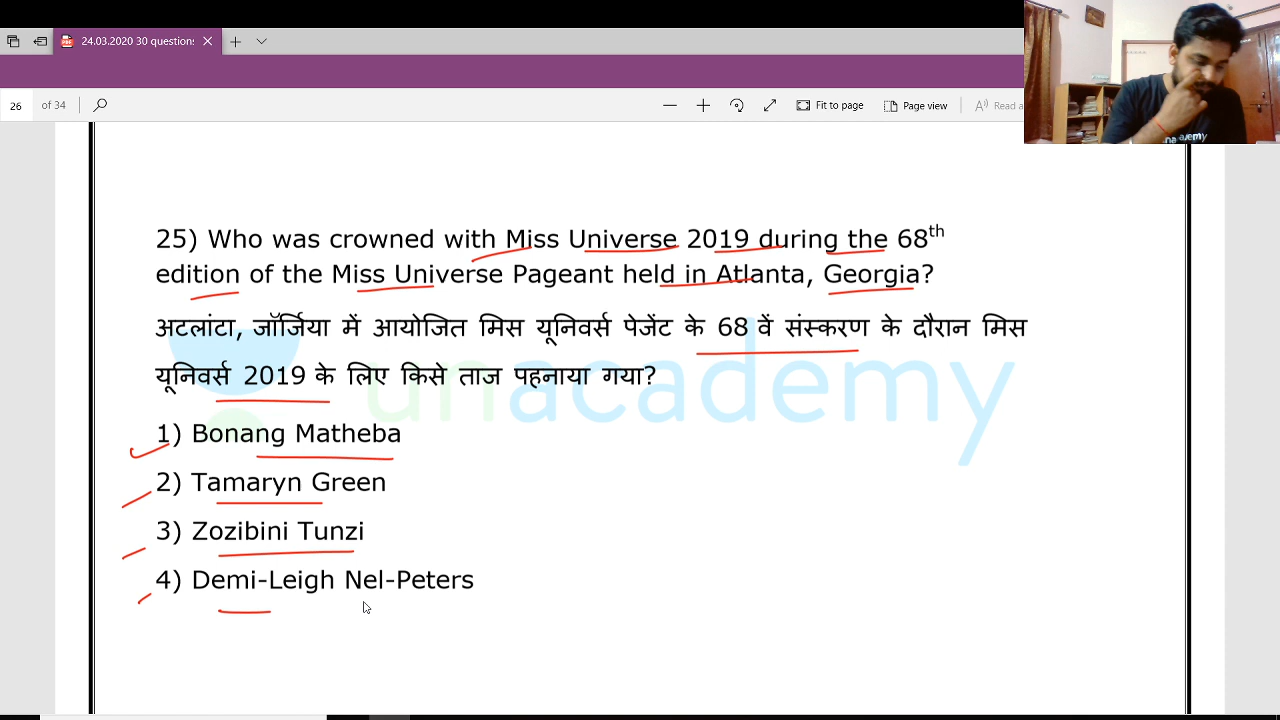 24.03.2020 30 questions
26 of 34 Fit to page Page view Read a
25) Who was crowned with Miss Universe 2019 during the 68th
edition of the Miss Universe Pageant held in Atlanta, Georgia?
अटलांटा, जॉर्जिया में आयोजित मिस यूनिवर्स पेजेंट के 68 वें संस्करण के दौरान मिस
यूनिवर्स 2019 के लिए किसे ताज पहनाया गया?
unacademy
1) Bonang Matheba
2) Tamaryn Green
3) Zozibini Tunzi
4) Demi-Leigh Nel-Peters